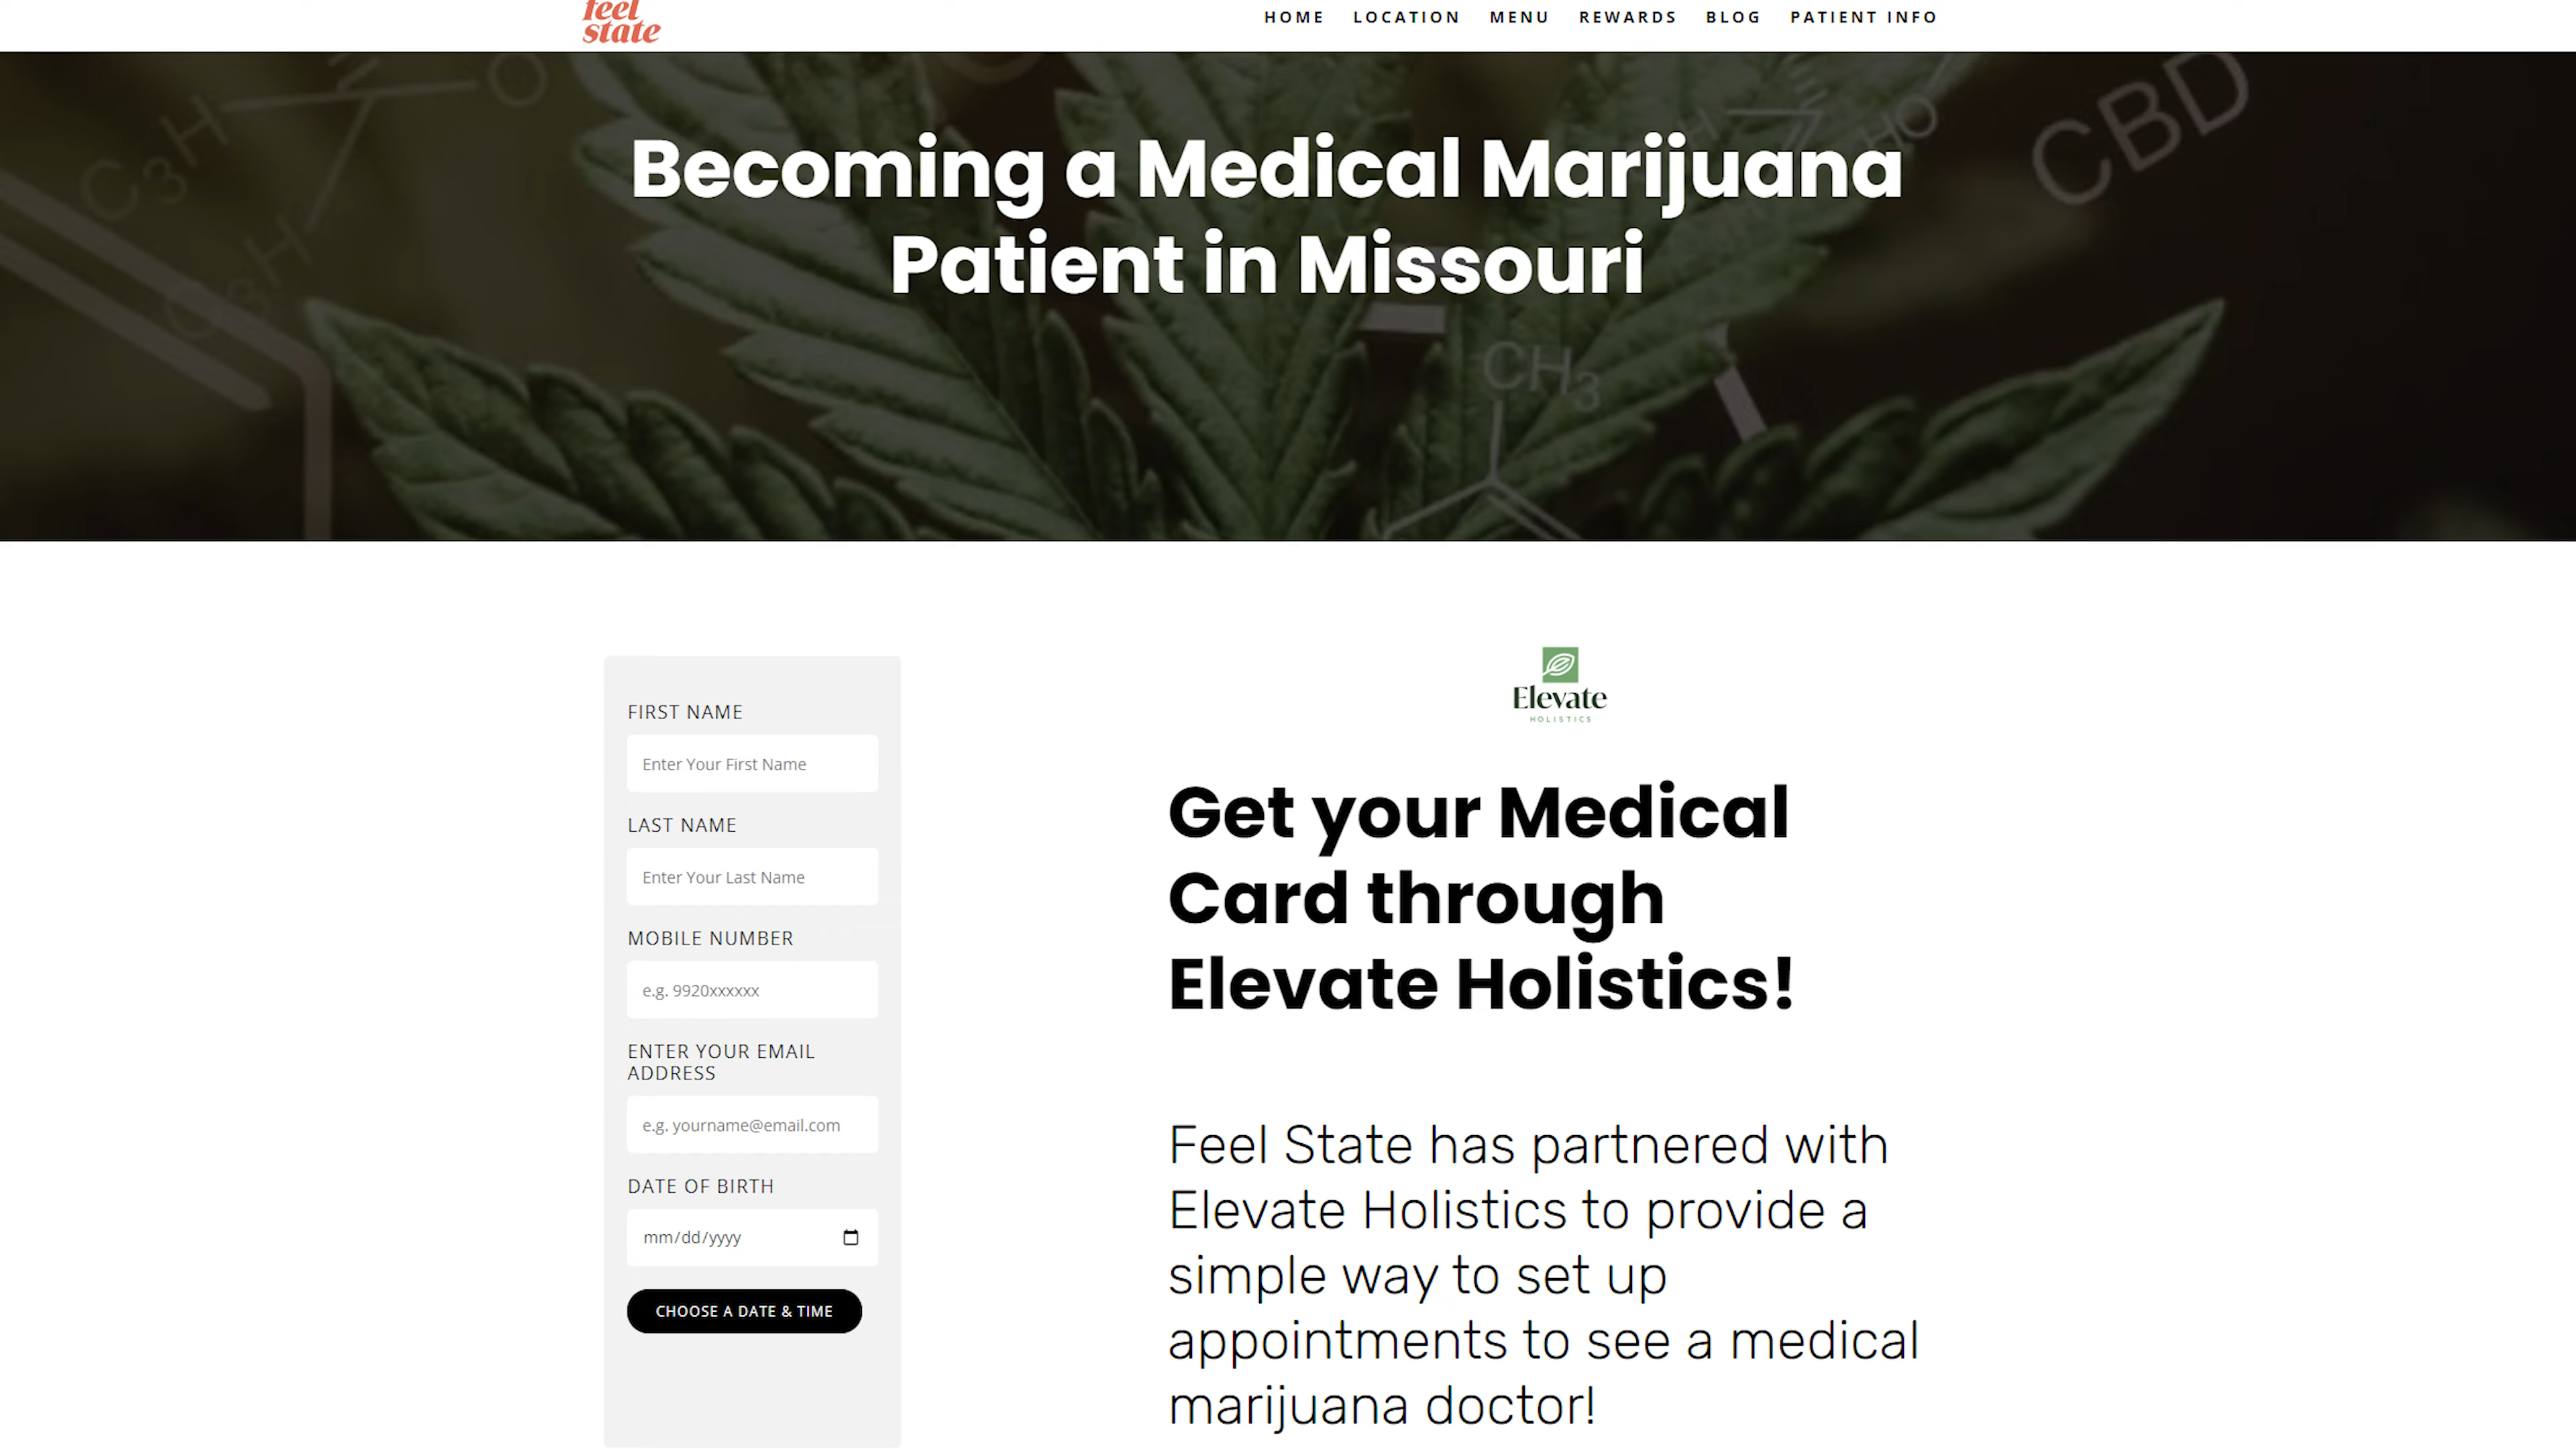 feel
state
HOME LOCATION MENU REWARDS BLOG PATIENT INFO
C3H
O
C3H
HO
CBD
CH3
Becoming a Medical Marijuana
Patient in Missouri
FIRST NAME
Enter Your First Name
LAST NAME
Enter Your Last Name
MOBILE NUMBER
e.g. 9920xxxxxx
ENTER YOUR EMAIL
ADDRESS
e.g. yourname@email.com
DATE OF BIRTH
mm/dd/yyyy
CHOOSE A DATE & TIME
Elevate
HOLISTICS
Get your Medical
Card through
Elevate Holistics!
Feel State has partnered with
Elevate Holistics to provide a
simple way to set up
appointments to see a medical
marijuana doctor!